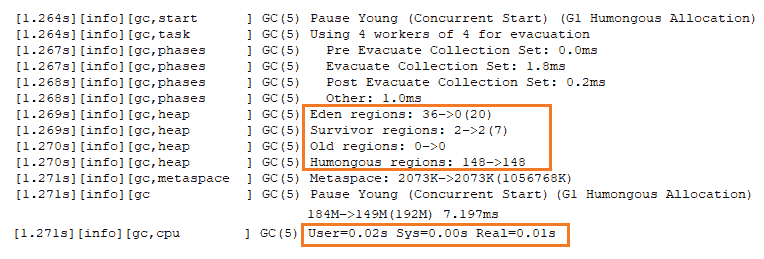 [1.264s][info][gc,start     ] GC(5) Pause Young (Concurrent Start) (G1 Humongous Allocation)
[1.264s][info][gc,task      ] GC(5) Using 4 workers of 4 for evacuation
[1.267s][info][gc,phases    ] GC(5)   Pre Evacuate Collection Set: 0.0ms
[1.267s][info][gc,phases    ] GC(5)   Evacuate Collection Set: 1.8ms
[1.268s][info][gc,phases    ] GC(5)   Post Evacuate Collection Set: 0.2ms
[1.268s][info][gc,phases    ] GC(5)   Other: 1.0ms
[1.269s][info][gc,heap      ] GC(5) Eden regions: 36->0(20)
[1.269s][info][gc,heap      ] GC(5) Survivor regions: 2->2(7)
[1.270s][info][gc,heap      ] GC(5) Old regions: 0->0
[1.270s][info][gc,heap      ] GC(5) Humongous regions: 148->148
[1.271s][info][gc,metaspace ] GC(5) Metaspace: 2073K->2073K(1056768K)
[1.271s][info][gc           ] GC(5) Pause Young (Concurrent Start) (G1 Humongous Allocation)
184M->149M(192M) 7.197ms
[1.271s][info][gc,cpu       ] GC(5) User=0.02s Sys=0.00s Real=0.01s